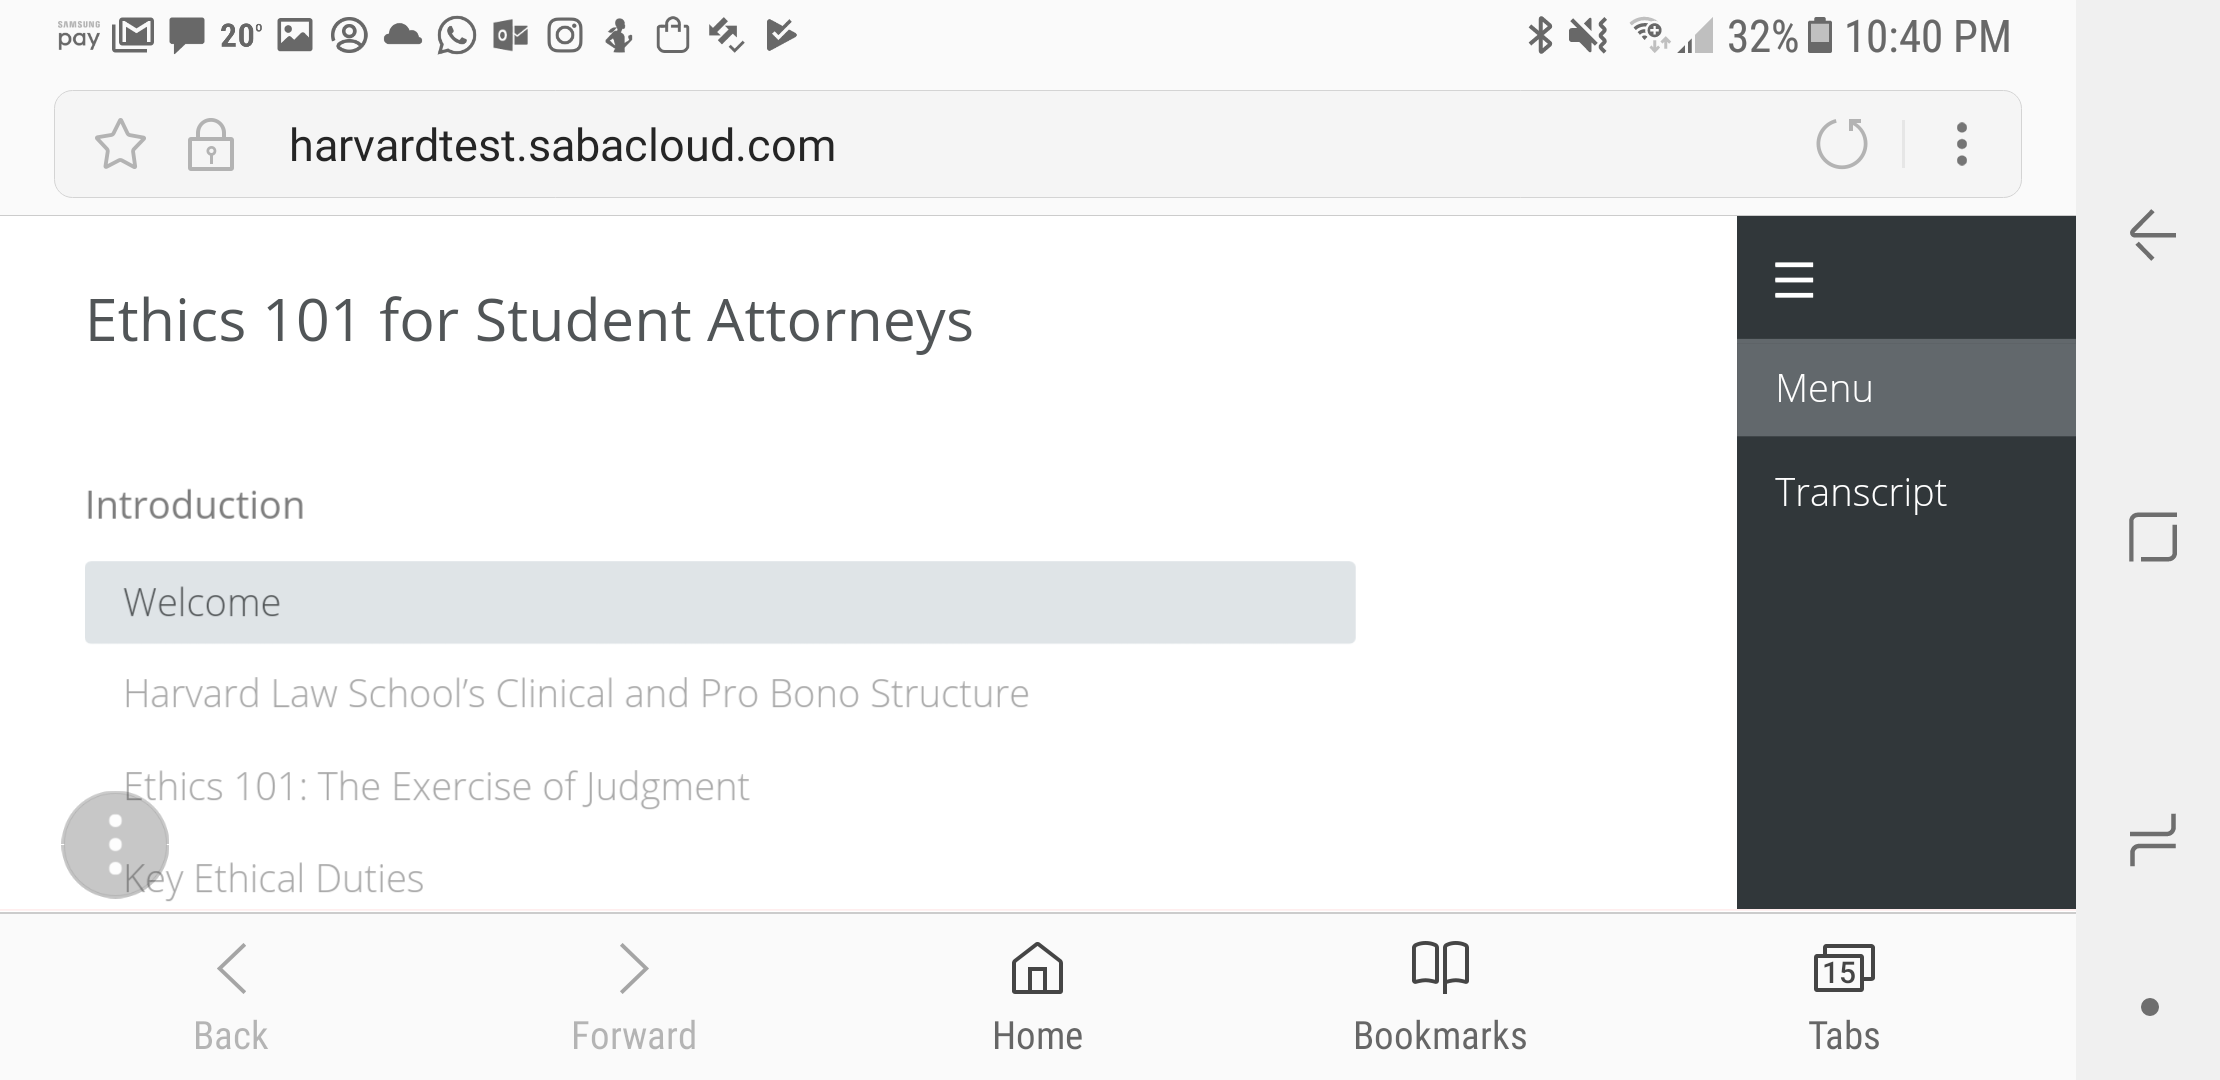 SAMSUNG
pay 20° 32% 10:40 PM
harvardtest.sabacloud.com
Ethics 101 for Student Attorneys
Menu
Transcript
Introduction
Welcome
Harvard Law School’s Clinical and Pro Bono Structure
Ethics 101: The Exercise of Judgment
Key Ethical Duties
15
Back Forward Home Bookmarks Tabs